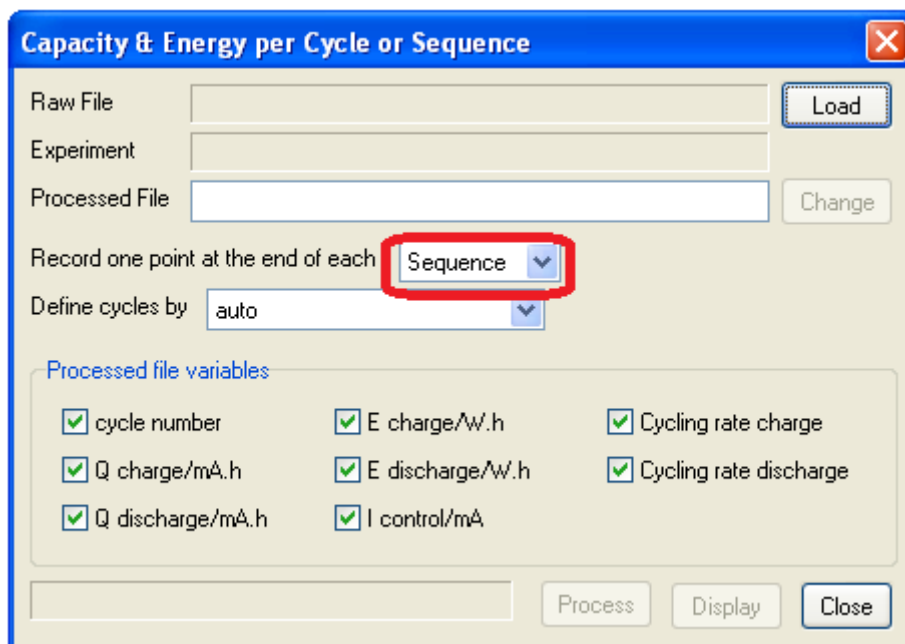 Capacity & Energy per Cycle or Sequence
Raw File
Load
Experiment
Processed File
Change
Record one point at the end of each Sequence
Define cycles by auto
Processed file variables
cycle number E charge/W.h Cycling rate charge
Q charge/mA.h E discharge/W.h Cycling rate discharge
Q discharge/mA.h I control/mA
Process Display Close